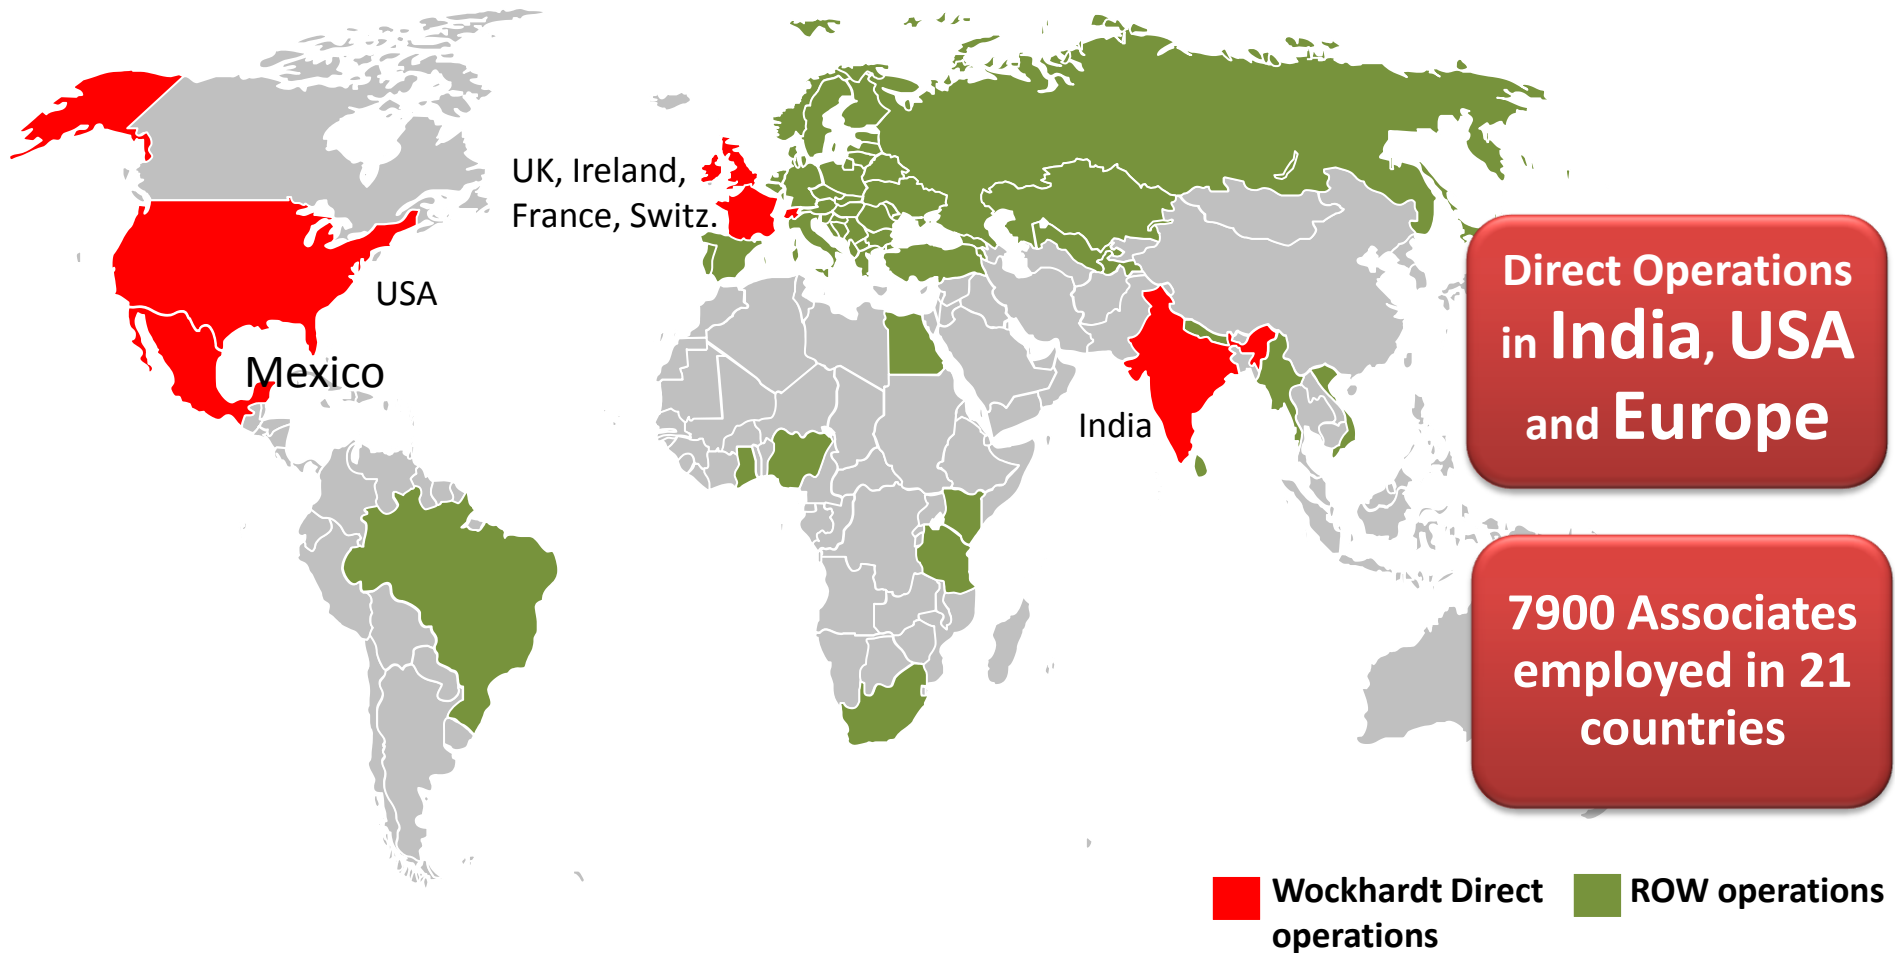 UK, Ireland,
France, Switz.
USA
Mexico
India
Direct Operations
in India, USA
and Europe
7900 Associates
employed in 21
countries
Wockhardt Direct
operations
ROW operations